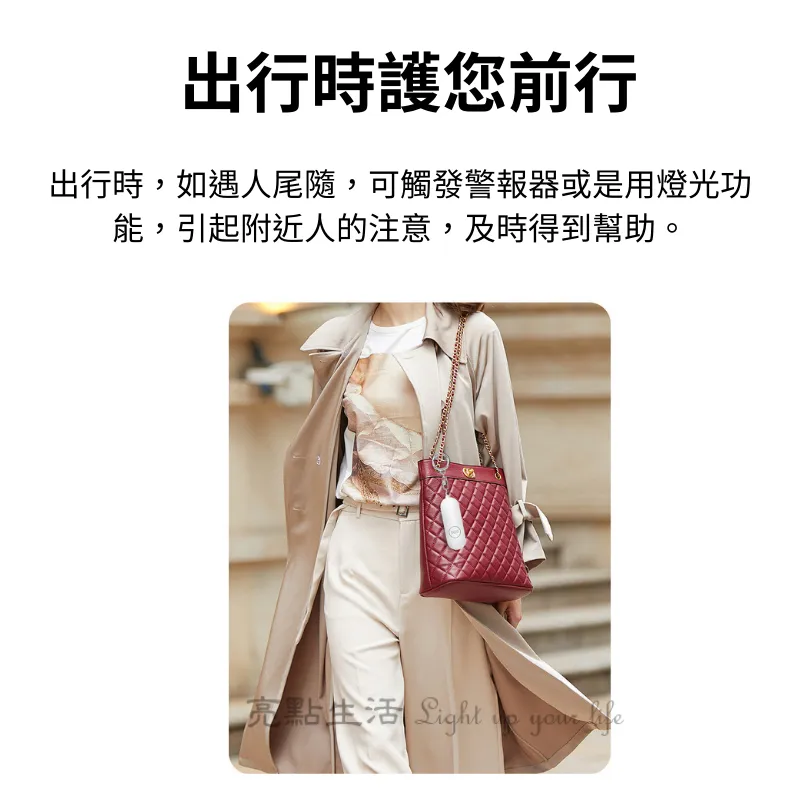 出行時護您前行
出行時，如遇人尾隨，可觸發警報器或是用燈光功
能，引起附近人的注意，及時得到幫助。
亮點生活 Light up your life